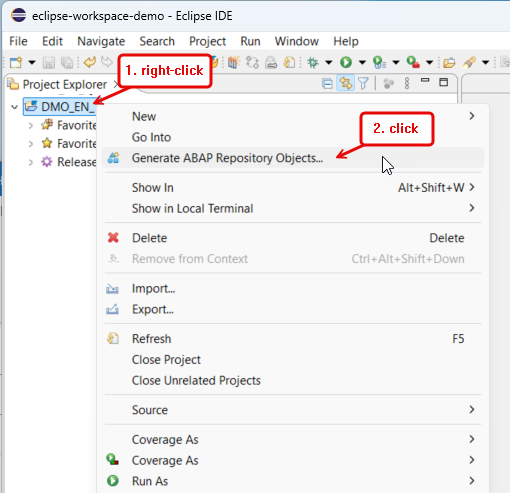 eclipse-workspace-demo - Eclipse IDE
File Edit Navigate Search Project Run Window Help
1. right-click
Project Explorer
DMO_EN_
Favorite
Favorite
Release
New
2. click
Go Into
Generate ABAP Repository Objects...
Show In Alt+Shift+W
Show in Local Terminal
Delete Delete
Remove from Context Ctrl+Alt+Shift+Down
Import...
Export...
Refresh F5
Close Project
Close Unrelated Projects
Source
Coverage As
Coverage As
Run As